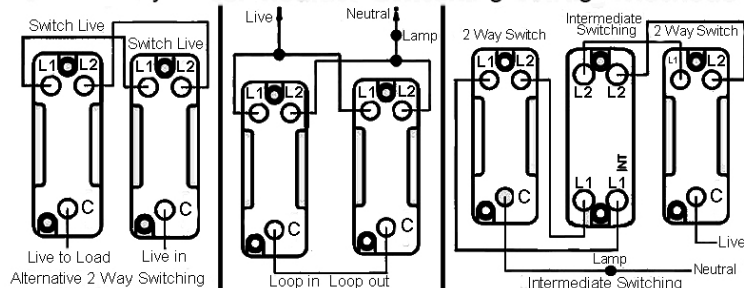 Switch Live
Switch Live
L1 L2
L1 L2
C
C
Live to Load
Live in
Alternative 2 Way Switching
Live
Neutral
Lamp
L1 L2
L1 L2
C
C
Loop in Loop out
Intermediate
Switching
2 Way Switch
2 Way Switch
L1 L2
L2 L2
L1 L2
INT
L1 L1
C
C
Live
Lamp
Neutral
Intermediate Switching